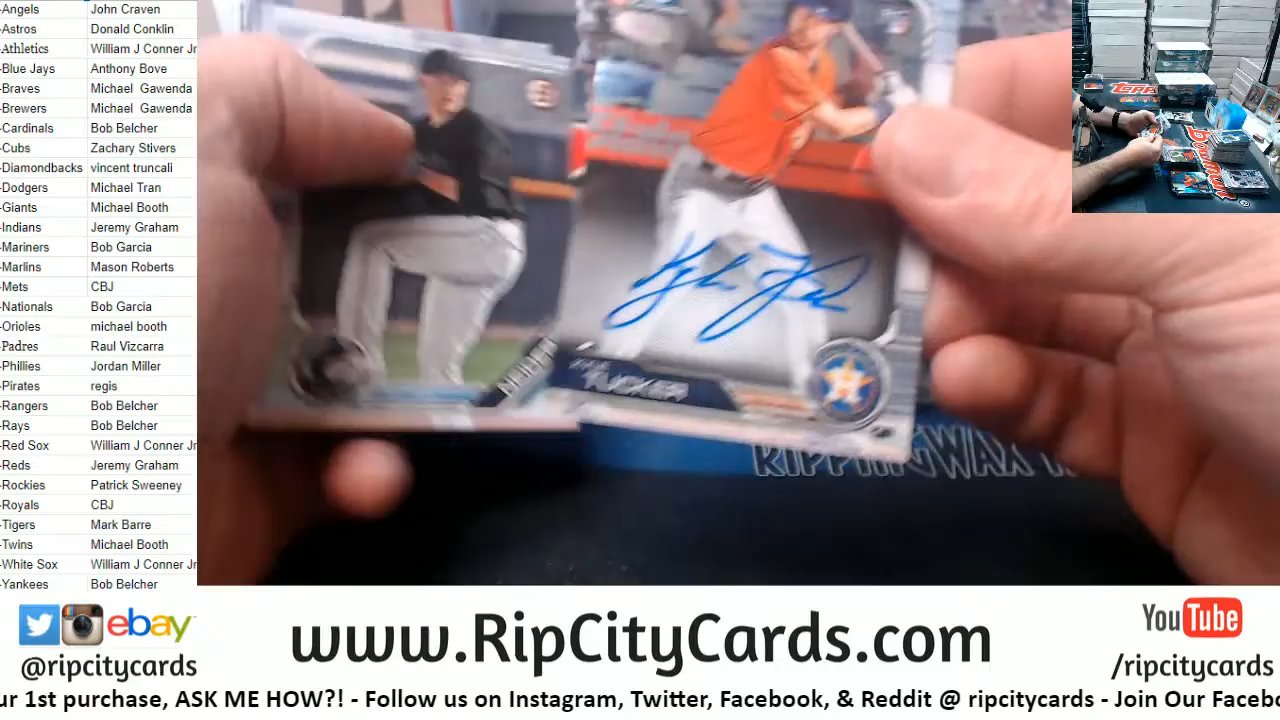 -Angels John Craven
-Astros Donald Conklin
-Athletics William J Conner Jr
-Blue Jays Anthony Bove
-Braves Michael Gawenda
-Brewers Michael Gawenda
-Cardinals Bob Belcher
-Cubs Zachary Stivers
-Diamondbacks vincent truncali
-Dodgers Michael Tran
-Giants Michael Booth
-Indians Jeremy Graham
-Mariners Bob Garcia
-Marlins Mason Roberts
-Mets CBJ
-Nationals Bob Garcia
-Orioles michael booth
-Padres Raul Vizcarra
-Phillies Jordan Miller
-Pirates regis
-Rangers Bob Belcher
-Rays Bob Belcher
-Red Sox William J Conner Jr
-Reds Jeremy Graham
-Rockies Patrick Sweeney
-Royals CBJ
-Tigers Mark Barre
-Twins Michael Booth
-White Sox William J Conner Jr
-Yankees Bob Belcher
TUCKER
H
RIPPINGWAX
TOPPS
BOWMAN
ebay
@ripcitycards
www.RipCityCards.com
YouTube
/ripcitycards
ur 1st purchase, ASK ME HOW?! - Follow us on Instagram, Twitter, Facebook, & Reddit @ ripcitycards - Join Our Facebo